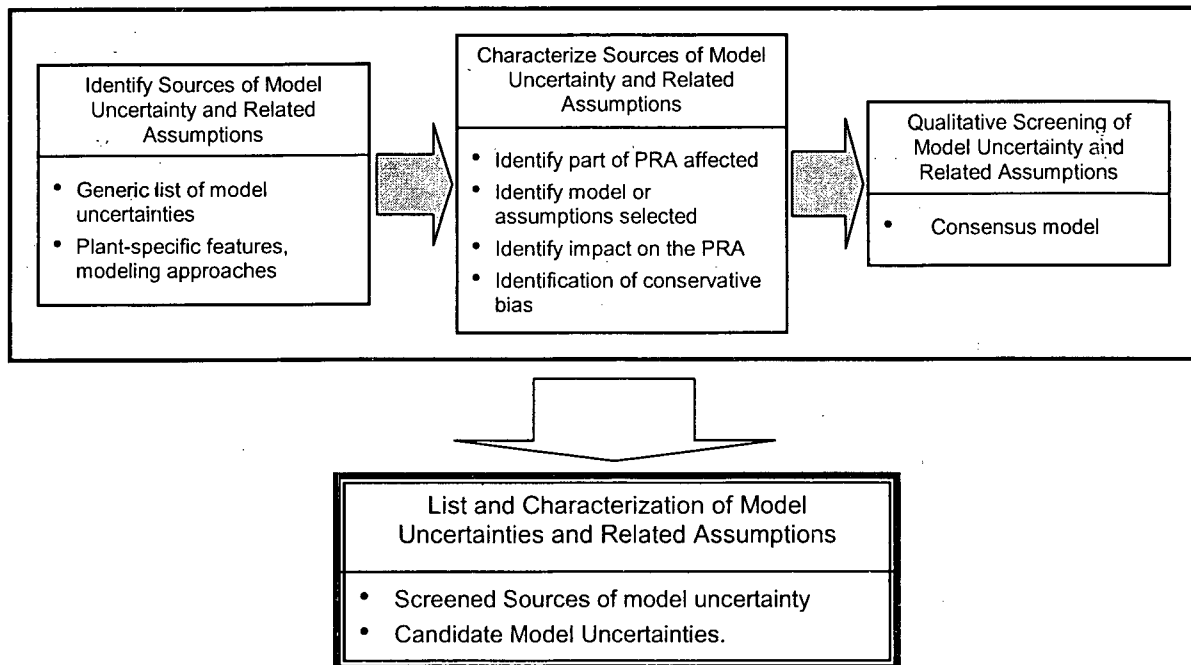 Identify Sources of Model
Uncertainty and Related
Assumptions
• Generic list of model
uncertainties
• Plant-specific features,
modeling approaches
Characterize Sources of Model
Uncertainty and Related
Assumptions
• Identify part of PRA affected
• Identify model or
assumptions selected
• Identify impact on the PRA
• Identification of conservative
bias
Qualitative Screening of
Model Uncertainty and
Related Assumptions
• Consensus model
List and Characterization of Model
Uncertainties and Related Assumptions
• Screened Sources of model uncertainty
• Candidate Model Uncertainties.